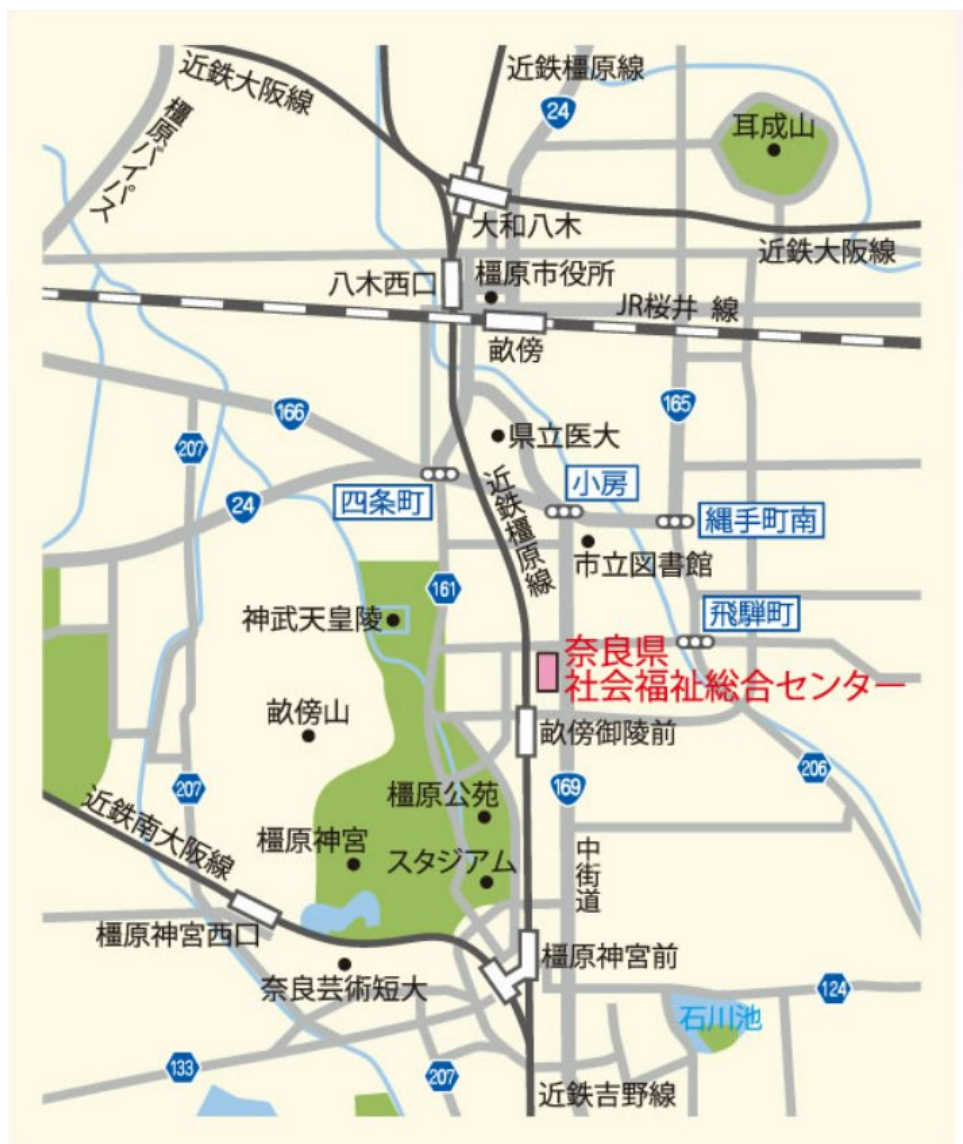 近鉄大阪線
近鉄橿原線
24
橿原バイパス
耳成山
大和八木
近鉄大阪線
八木西口
橿原市役所
JR桜井 線
畝傍
166
165
県立医大
207
近鉄橿原線
小房
四条町
24
縄手町南
市立図書館
161
飛騨町
神武天皇陵
奈良県
社会福祉総合センター
畝傍山
畝傍御陵前
206
207
169
橿原公苑
近鉄南大阪線
橿原神宮
スタジアム
中街道
橿原神宮西口
橿原神宮前
奈良芸術短大
124
石川池
133
207
近鉄吉野線